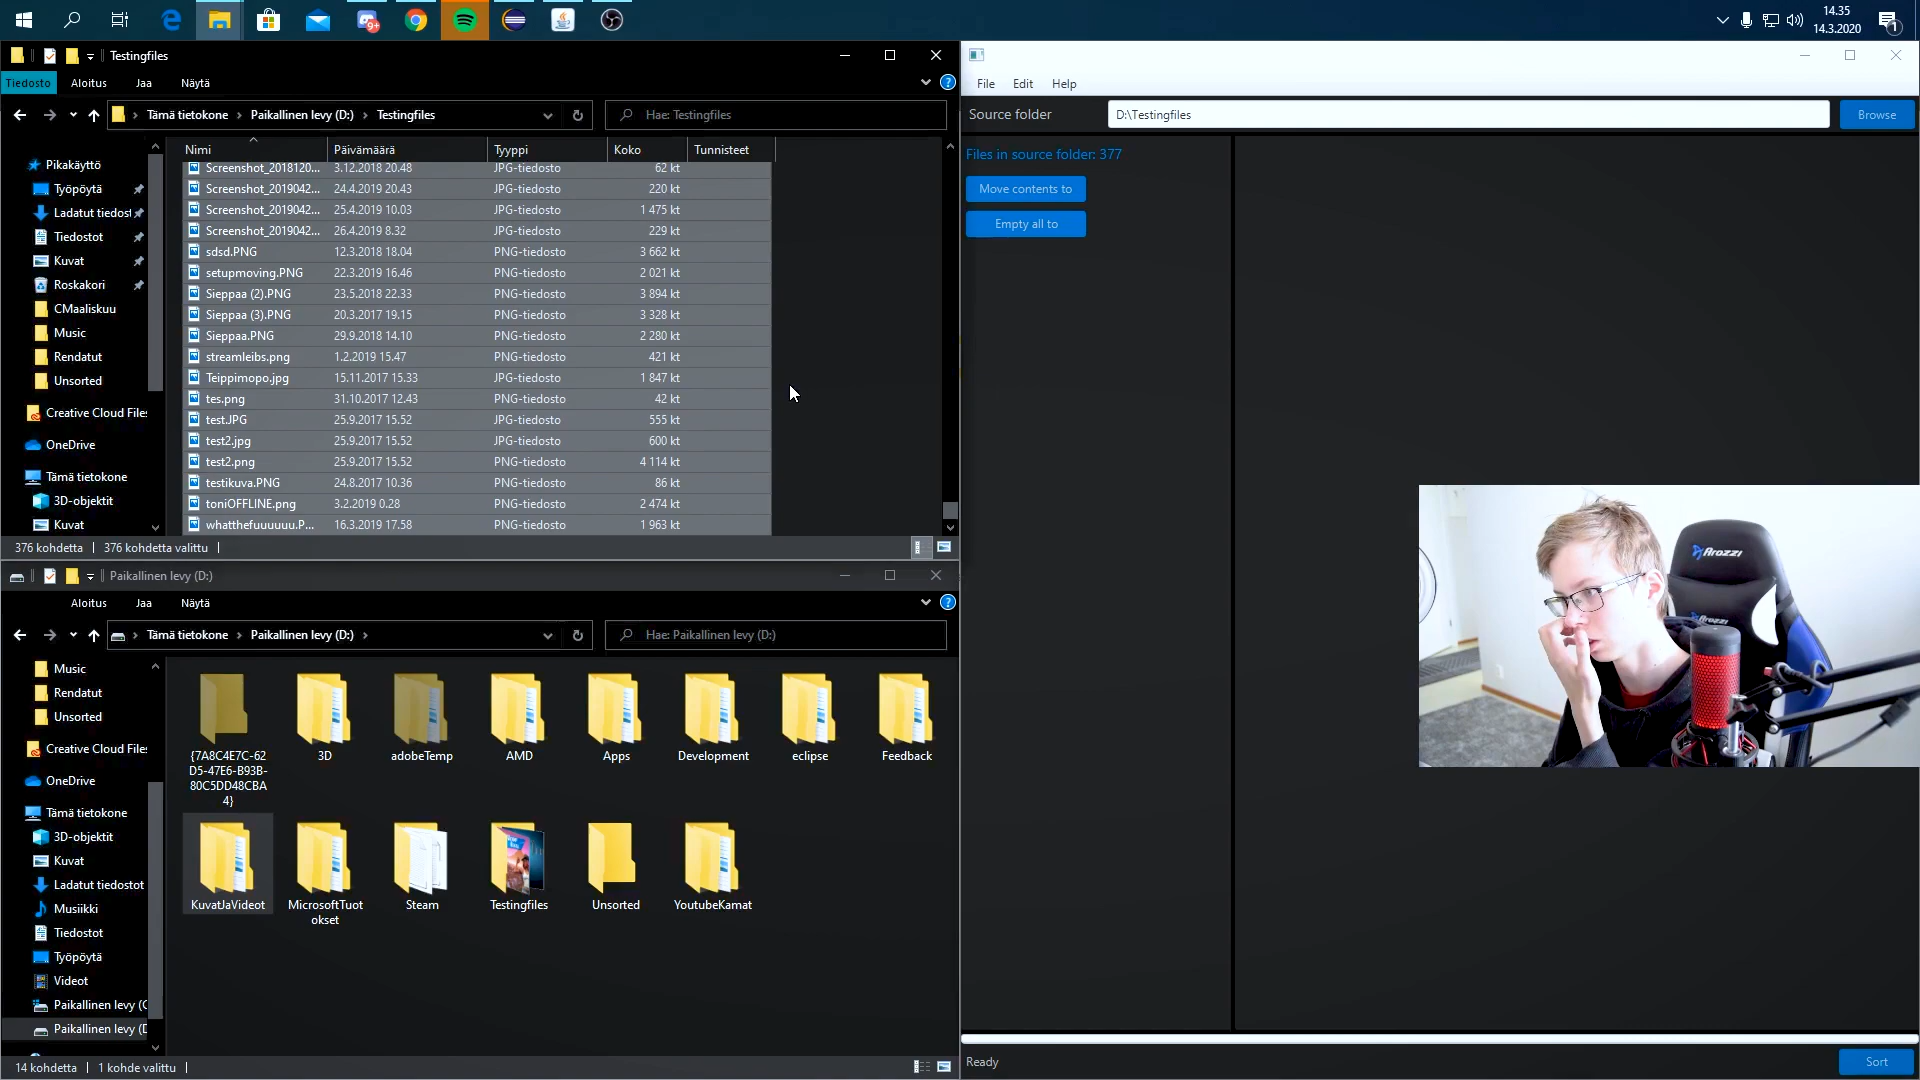 9+
14.35
14.3.2020
1
Testingfiles
Tiedosto Aloitus Jaa Näytä
Tämä tietokone Paikallinen levy (D:) Testingfiles
Hae: Testingfiles
Nimi Päivämäärä Tyyppi Koko Tunnisteet
Pikakäyttö
Työpöytä
Ladatut tiedost
Tiedostot
Kuvat
Roskakori
CMaaliskuu
Music
Rendatut
Unsorted
Creative Cloud Files
OneDrive
Tämä tietokone
3D-objektit
Kuvat
Screenshot_2018120... 3.12.2018 20.48 JPG-tiedosto 62 kt
Screenshot_2019042... 24.4.2019 20.43 JPG-tiedosto 220 kt
Screenshot_2019042... 25.4.2019 10.03 JPG-tiedosto 1 475 kt
Screenshot_2019042... 26.4.2019 8.32 JPG-tiedosto 229 kt
sdsd.PNG 12.3.2018 18.04 PNG-tiedosto 3 662 kt
setupmoving.PNG 22.3.2019 16.46 PNG-tiedosto 2 021 kt
Sieppaa (2).PNG 23.5.2018 22.33 PNG-tiedosto 3 894 kt
Sieppaa (3).PNG 20.3.2017 19.15 PNG-tiedosto 3 328 kt
Sieppaa.PNG 29.9.2018 14.10 PNG-tiedosto 2 280 kt
streamleibs.png 1.2.2019 15.47 PNG-tiedosto 421 kt
Teippimopo.jpg 15.11.2017 15.33 JPG-tiedosto 1 847 kt
tes.png 31.10.2017 12.43 PNG-tiedosto 42 kt
test.JPG 25.9.2017 15.52 JPG-tiedosto 555 kt
test2.jpg 25.9.2017 15.52 JPG-tiedosto 600 kt
test2.png 25.9.2017 15.52 PNG-tiedosto 4 114 kt
testikuva.PNG 24.8.2017 10.36 PNG-tiedosto 86 kt
toniOFFLINE.png 3.2.2019 0.28 PNG-tiedosto 2 474 kt
whatthefuuuuuu.P... 16.3.2019 17.58 PNG-tiedosto 1 963 kt
376 kohdetta 376 kohdetta valittu
Paikallinen levy (D:)
Aloitus Jaa Näytä
Tämä tietokone Paikallinen levy (D:)
Hae: Paikallinen levy (D:)
Music
Rendatut
Unsorted
Creative Cloud Files
OneDrive
Tämä tietokone
3D-objektit
Kuvat
Ladatut tiedostot
Musiikki
Tiedostot
Työpöytä
Videot
Paikallinen levy (C
Paikallinen levy (D
{7A8C4E7C-62
D5-47E6-B93B-
80C5DD48CBA
4}
3D
adobeTemp
AMD
Apps
Development
eclipse
Feedback
KuvatJaVideot
MicrosoftTuot
okset
Steam
Testingfiles
Unsorted
YoutubeKamat
14 kohdetta 1 kohde valittu
File Edit Help
Source folder D:\Testingfiles Browse
Files in source folder: 377
Move contents to
Empty all to
Arozzi
Arozzi
Ready
Sort